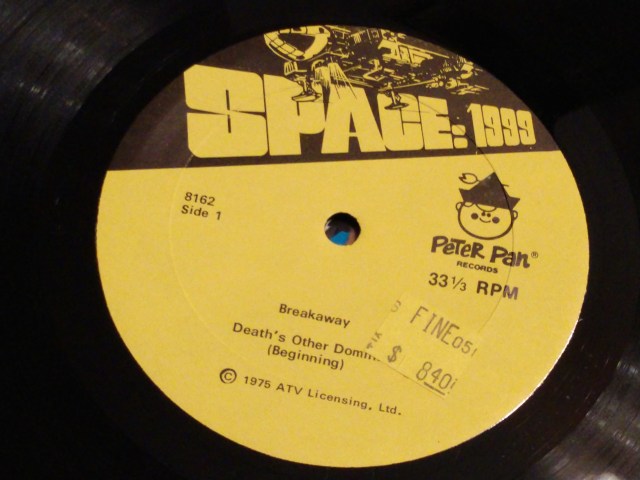 SPACE: 1999
8162
Side 1
Peter Pan®
RECORDS
33 1/3 RPM
Breakaway
Death's Other Domin
(Beginning)
FINE 05
$ 840
© 1975 ATV Licensing, Ltd.